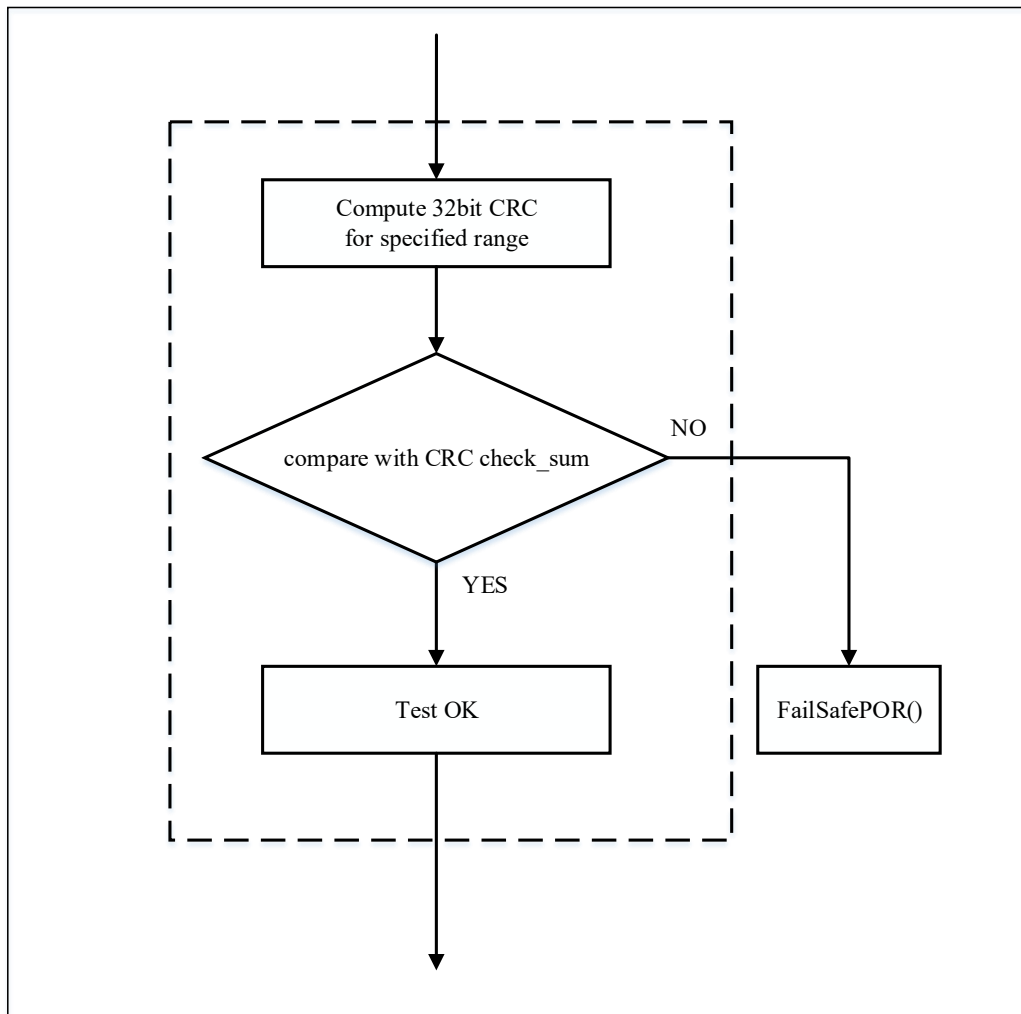 Compute 32bit CRC
for specified range
compare with CRC check_sum
NO
YES
Test OK
FailSafePOR()